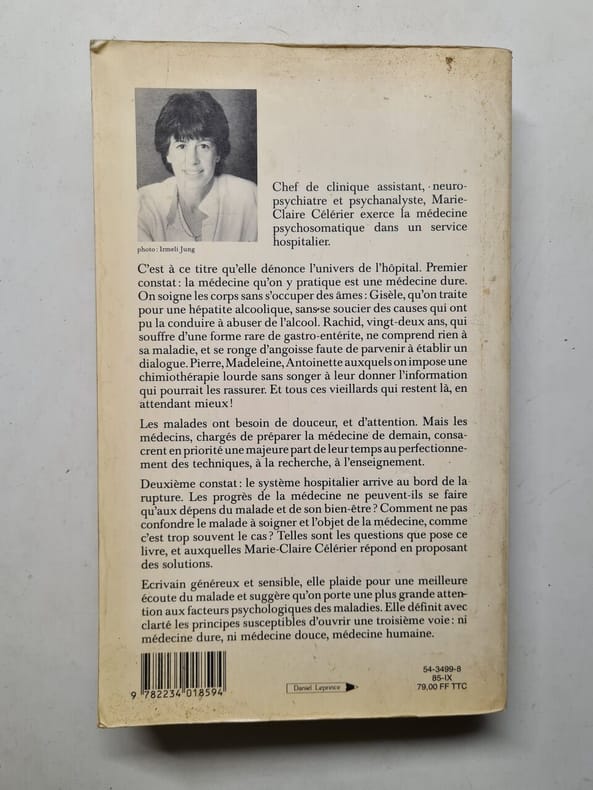 photo : Irmeli Jung
Chef de clinique assistant, neuro-
psychiatre et psychanalyste, Marie-
Claire Célérier exerce la médecine
psychosomatique dans un service
hospitalier.
C'est à ce titre qu'elle dénonce l'univers de l'hôpital. Premier
constat : la médecine qu'on y pratique est une médecine dure.
On soigne les corps sans s'occuper des âmes : Gisèle, qu'on traite
pour une hépatite alcoolique, sans se soucier des causes qui ont
pu la conduire à abuser de l'alcool. Rachid, vingt-deux ans, qui
souffre d'une forme rare de gastro-entérite, ne comprend rien à
sa maladie, et se ronge d'angoisse faute de parvenir à établir un
dialogue. Pierre, Madeleine, Antoinette auxquels on impose une
chimiothérapie lourde sans songer à leur donner l'information
qui pourrait les rassurer. Et tous ces vieillards qui restent là, en
attendant mieux !
Les malades ont besoin de douceur, et d'attention. Mais les
médecins, chargés de préparer la médecine de demain, consa-
crent en priorité une majeure part de leur temps au perfectionne-
ment des techniques, à la recherche, à l'enseignement.
Deuxième constat : le système hospitalier arrive au bord de la
rupture. Les progrès de la médecine ne peuvent-ils se faire
qu'aux dépens du malade et de son bien-être ? Comment ne pas
confondre le malade à soigner et l'objet de la médecine, comme
c'est trop souvent le cas ? Telles sont les questions que pose ce
livre, et auxquelles Marie-Claire Célérier répond en proposant
des solutions.
Ecrivain généreux et sensible, elle plaide pour une meilleure
écoute du malade et suggère qu'on porte une plus grande atten-
tion aux facteurs psychologiques des maladies. Elle définit avec
clarté les principes susceptibles d'ouvrir une troisième voie : ni
médecine dure, ni médecine douce, médecine humaine.
9 782234 018594
Daniel Leprince
54-3499-8
85-IX
79,00 FF TTC